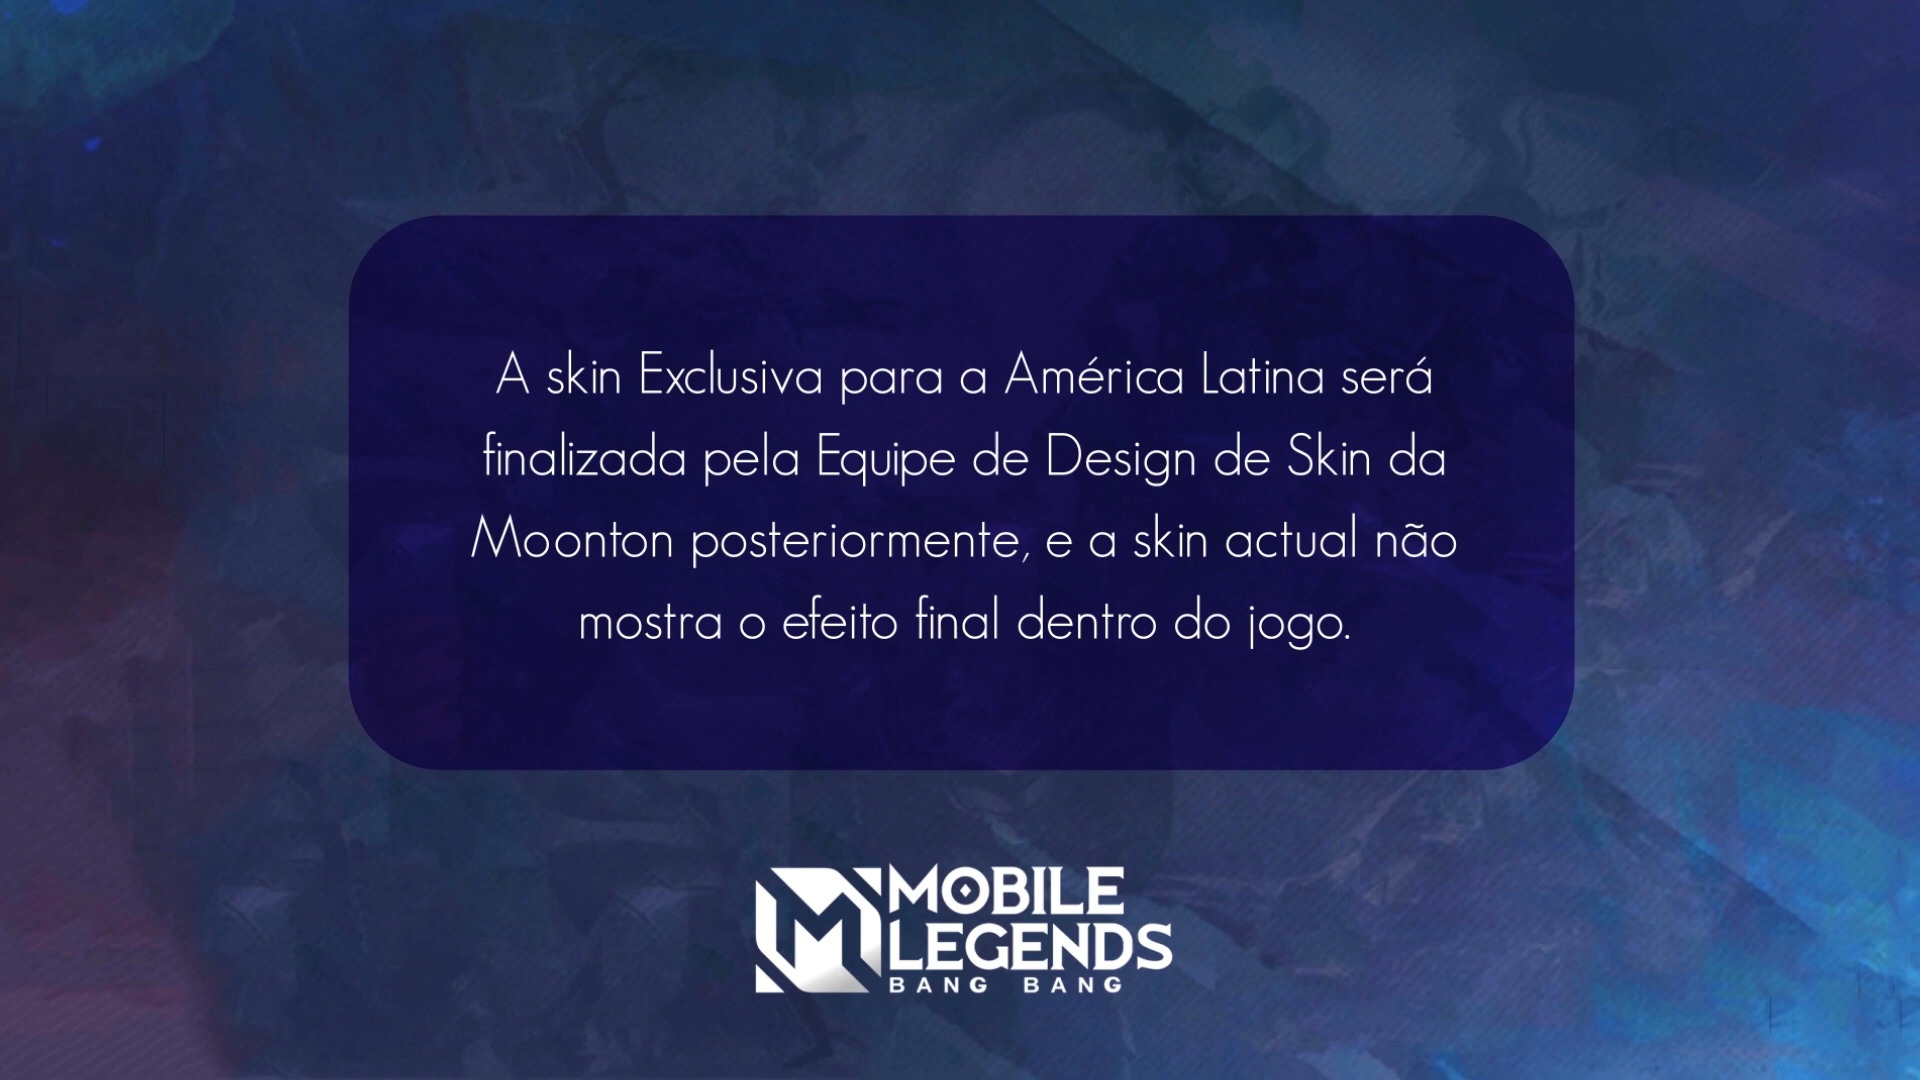 A skin Exclusiva para a América Latina será
finalizada pela Equipe de Design de Skin da
Moonton posteriormente, e a skin actual não
mostra o efeito final dentro do jogo.
MOBILE
LEGENDS
BANG BANG